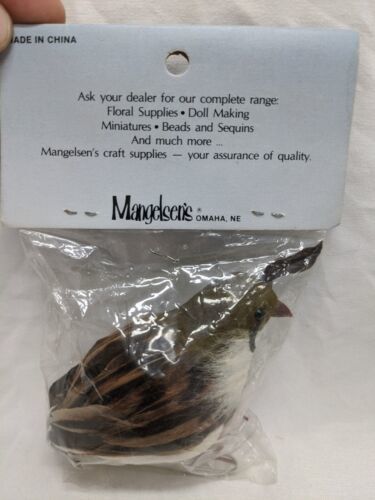 ADE IN CHINA
Ask your dealer for our complete range:
Floral Supplies • Doll Making
Miniatures • Beads and Sequins
And much more ...
Mangelsen's craft supplies — your assurance of quality.
Mangelsen's® OMAHA, NE